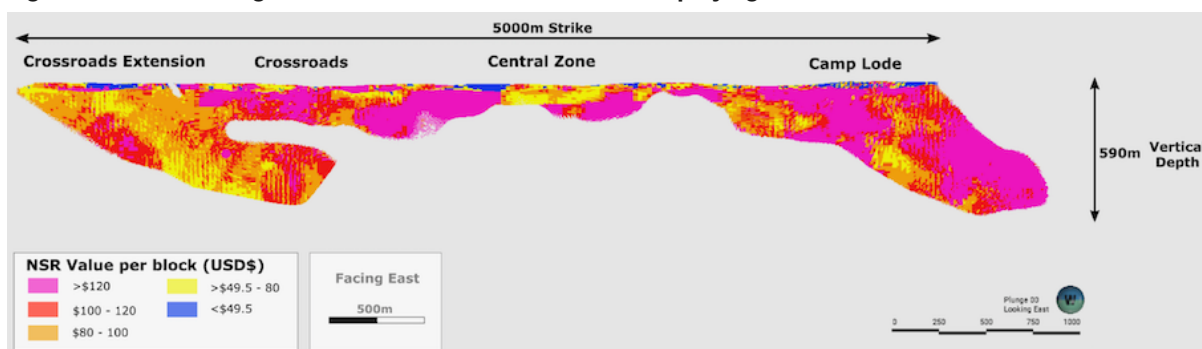 5000m Strike
Crossroads Extension Crossroads Central Zone Camp Lode
590m Vertica
Depth
NSR Value per block (USD$)
>$120 >$49.5 - 80
$100 - 120 <$49.5
$80 - 100
Facing East
500m
Plunge 00
Looking East
0 250 500 750 1000